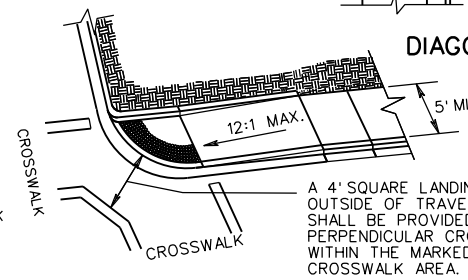 DIAGO
5' MI
12:1 MAX.
CROSSWALK
K
CROSSWALK
A 4' SQUARE LANDIN
OUTSIDE OF TRAVE
SHALL BE PROVIDED
PERPENDICULAR CRO
WITHIN THE MARKED
CROSSWALK AREA.